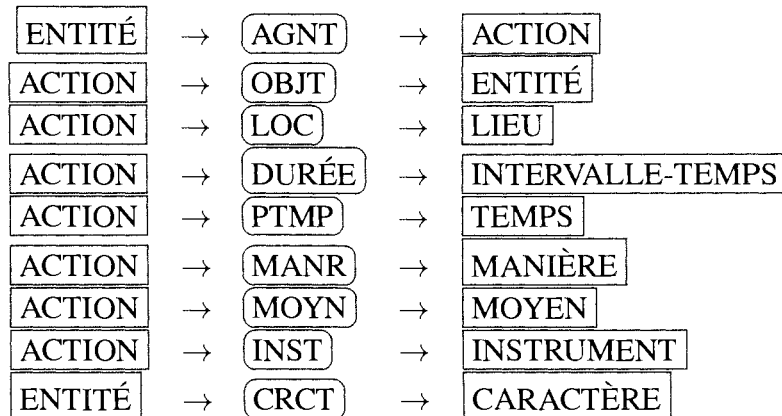 ENTITÉ → AGNT → ACTION
ACTION → OBJT → ENTITÉ
ACTION → LOC → LIEU
ACTION → DURÉE → INTERVALLE-TEMPS
ACTION → PTMP → TEMPS
ACTION → MANR → MANIÈRE
ACTION → MOYN → MOYEN
ACTION → INST → INSTRUMENT
ENTITÉ → CRCT → CARACTÈRE